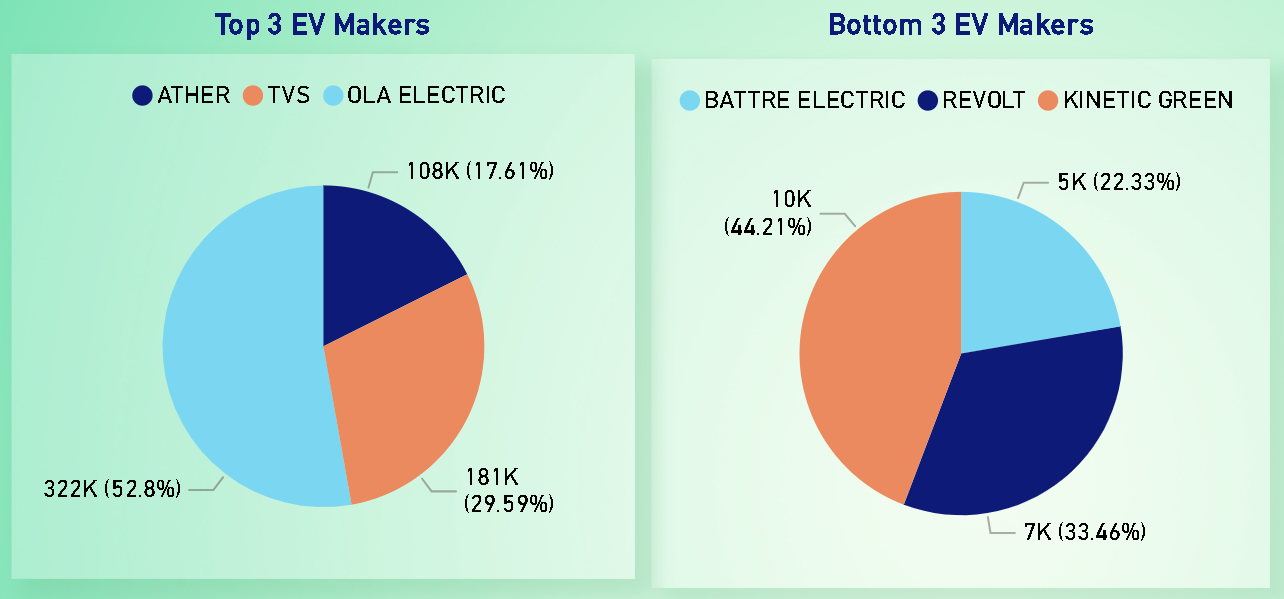 Top 3 EV Makers
ATHER TVS OLA ELECTRIC
108K (17.61%)
181K
(29.59%)
322K (52.8%)
Bottom 3 EV Makers
BATTRE ELECTRIC REVOLT KINETIC GREEN
5K (22.33%)
10K
(44.21%)
7K (33.46%)